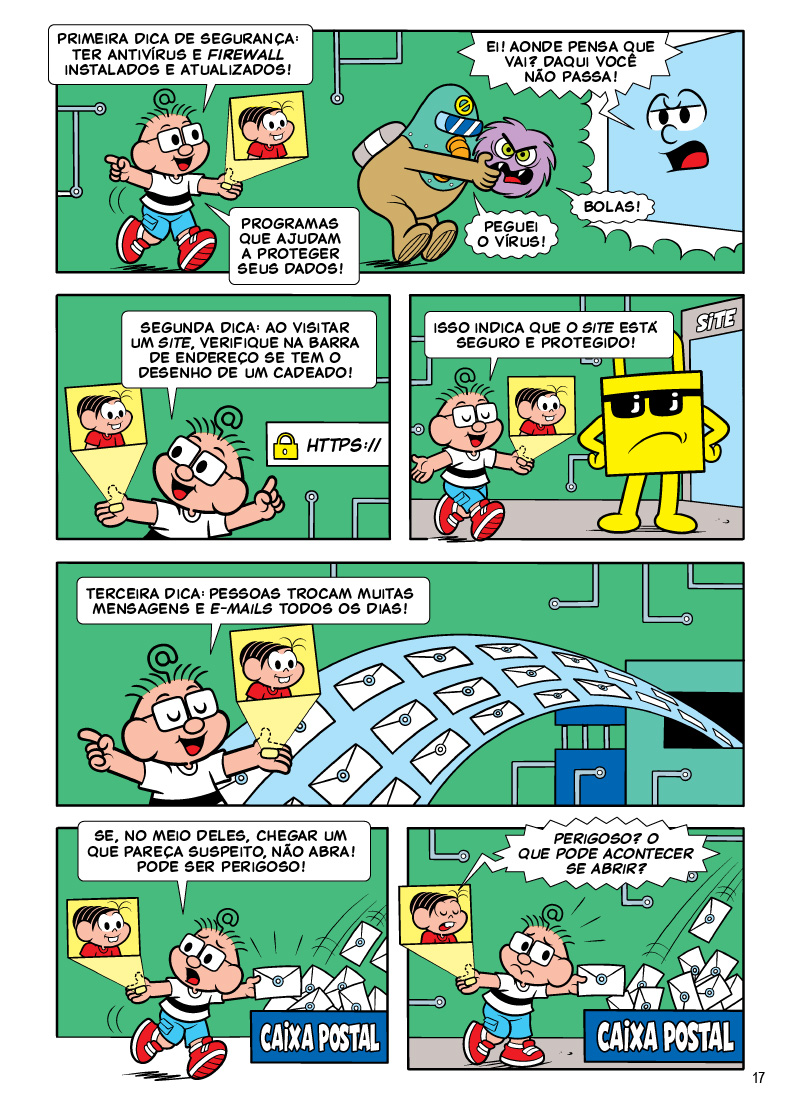 PRIMEIRA DICA DE SEGURANÇA:
TER ANTIVÍRUS E FIREWALL
INSTALADOS E ATUALIZADOS!
EI! AONDE PENSA QUE
VAI? DAQUI VOCÊ
NÃO PASSA!
PROGRAMAS
QUE AJUDAM
A PROTEGER
SEUS DADOS!
PEGUEI
O VÍRUS!
BOLAS!
SEGUNDA DICA: AO VISITAR
UM SITE, VERIFIQUE NA BARRA
DE ENDEREÇO SE TEM O
DESENHO DE UM CADEADO!
HTTPS://
ISSO INDICA QUE O SITE ESTÁ
SEGURO E PROTEGIDO!
SITE
TERCEIRA DICA: PESSOAS TROCAM MUITAS
MENSAGENS E E-MAILS TODOS OS DIAS!
SE, NO MEIO DELES, CHEGAR UM
QUE PAREÇA SUSPEITO, NÃO ABRA!
PODE SER PERIGOSO!
CAIXA POSTAL
PERIGOSO? O
QUE PODE ACONTECER
SE ABRIR?
CAIXA POSTAL
17